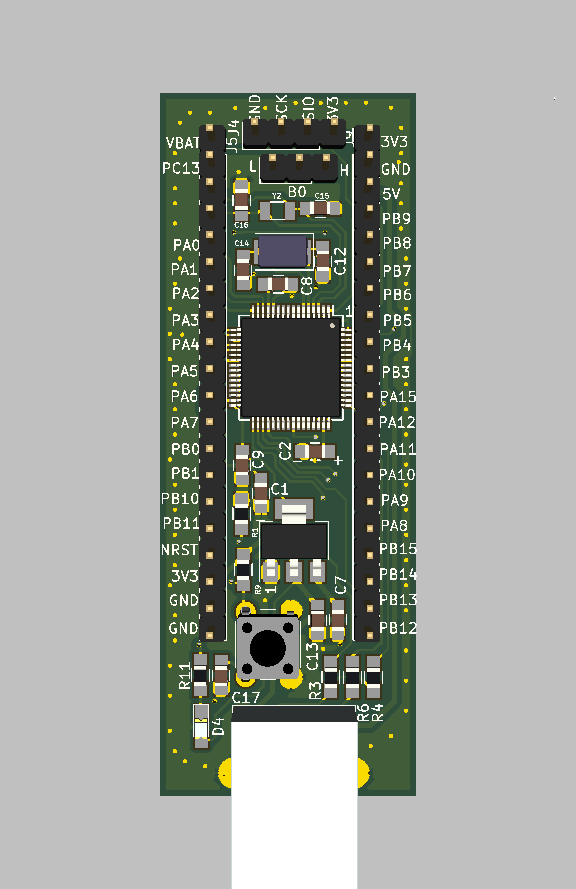 GND SCK SIO 3V3
J5 J4
VBAT
3V3
PC13
L
H
GND
B0
5V
Y2
C15
PB9
C16
PA0
C14
PB8
PA1
C12
PB7
PA2
C8
PB6
PA3
1
PB5
PA4
PB4
PA5
PB3
PA6
PA15
PA7
PA12
PB0
C9
C2
+
PA11
PB1
PA10
PB10
C1
PA9
PB11
R1
PA8
NRST
PB15
3V3
R9
1
C7
PB14
GND
PB13
GND
PB12
R11
C13
R3
C17
R6
R4
D4